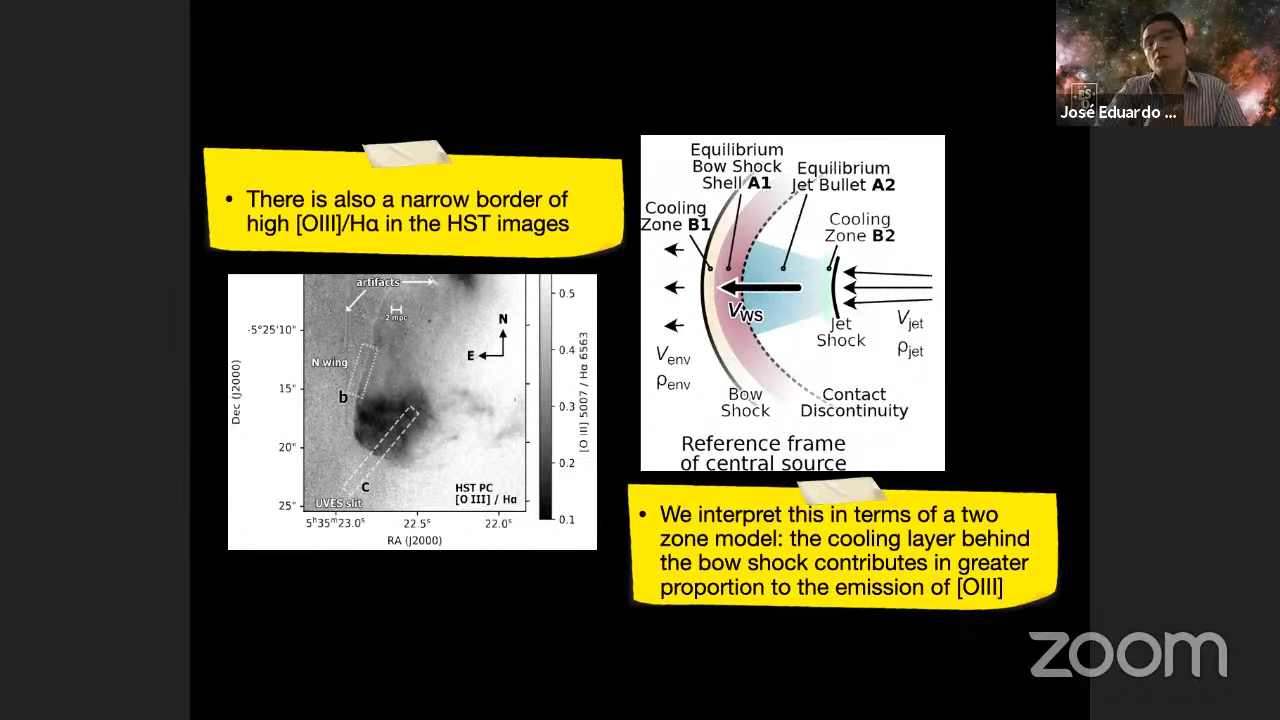 José Eduardo ...
• There is also a narrow border of
high [OIII]/Hα in the HST images
artifacts
2 mpc
N
E
N wing
b
c
UVES slit
HST PC
[O III] / Hα
-5°25'10"
15"
20"
25"
Dec (J2000)
5ʰ35ᵐ23.0ˢ
22.5ˢ
22.0ˢ
RA (J2000)
0.5
0.4
0.3
0.2
0.1
[O III] 5007 / Hα 6563
Equilibrium
Bow Shock
Shell A1
Equilibrium
Jet Bullet A2
Cooling
Zone B1
Cooling
Zone B2
V_WS
V_jet
ρ_jet
Jet
Shock
V_env
ρ_env
Bow
Shock
Contact
Discontinuity
Reference frame
of central source
• We interpret this in terms of a two
zone model: the cooling layer behind
the bow shock contributes in greater
proportion to the emission of [OIII]
zoom